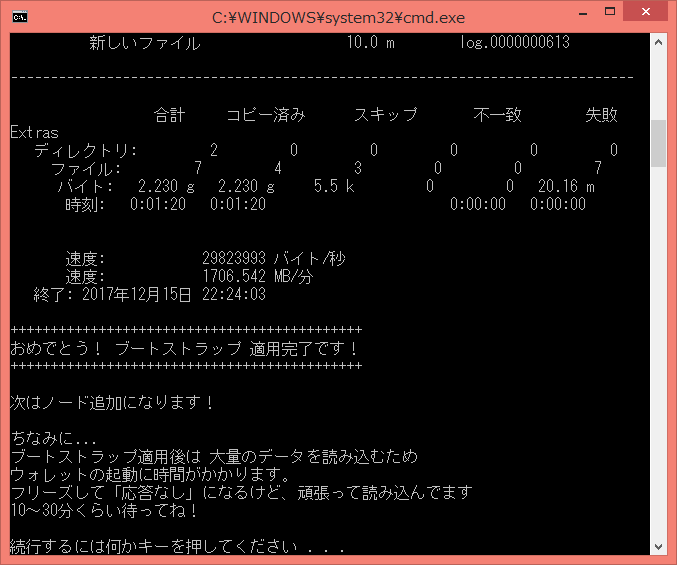 C:¥WINDOWS¥system32¥cmd.exe
新しいファイル 10.0 m log.0000000613
------------------------------------------------------------------------------
合計 コピー済み スキップ 不一致 失敗
Extras
ディレクトリ: 2 0 0 0 0 0
ファイル: 7 4 3 0 0 7
バイト: 2.230 g 2.230 g 5.5 k 0 0 20.16 m
時刻: 0:01:20 0:01:20 0:00:00 0:00:00
速度: 29823993 バイト/秒
速度: 1706.542 MB/分
終了: 2017年12月15日 22:24:03
++++++++++++++++++++++++++++++++++++++++++++
おめでとう! ブートストラップ 適用完了です!
++++++++++++++++++++++++++++++++++++++++++++
次はノード追加になります!
ちなみに...
ブートストラップ適用後は 大量のデータを読み込むため
ウォレットの起動に時間がかかります。
フリーズして「応答なし」になるけど、頑張って読み込んでます
10～30分くらい待ってね!
続行するには何かキーを押してください . . .